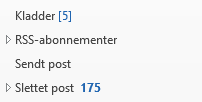 Kladder [5]
RSS-abonnementer
Sendt post
Slettet post 175